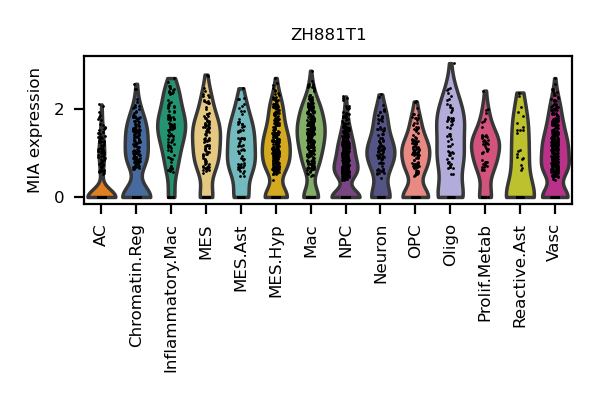 ZH881T1
MIA expression
2
0
AC
Chromatin.Reg
Inflammatory.Mac
MES
MES.Ast
MES.Hyp
Mac
NPC
Neuron
OPC
Oligo
Prolif.Metab
Reactive.Ast
Vasc